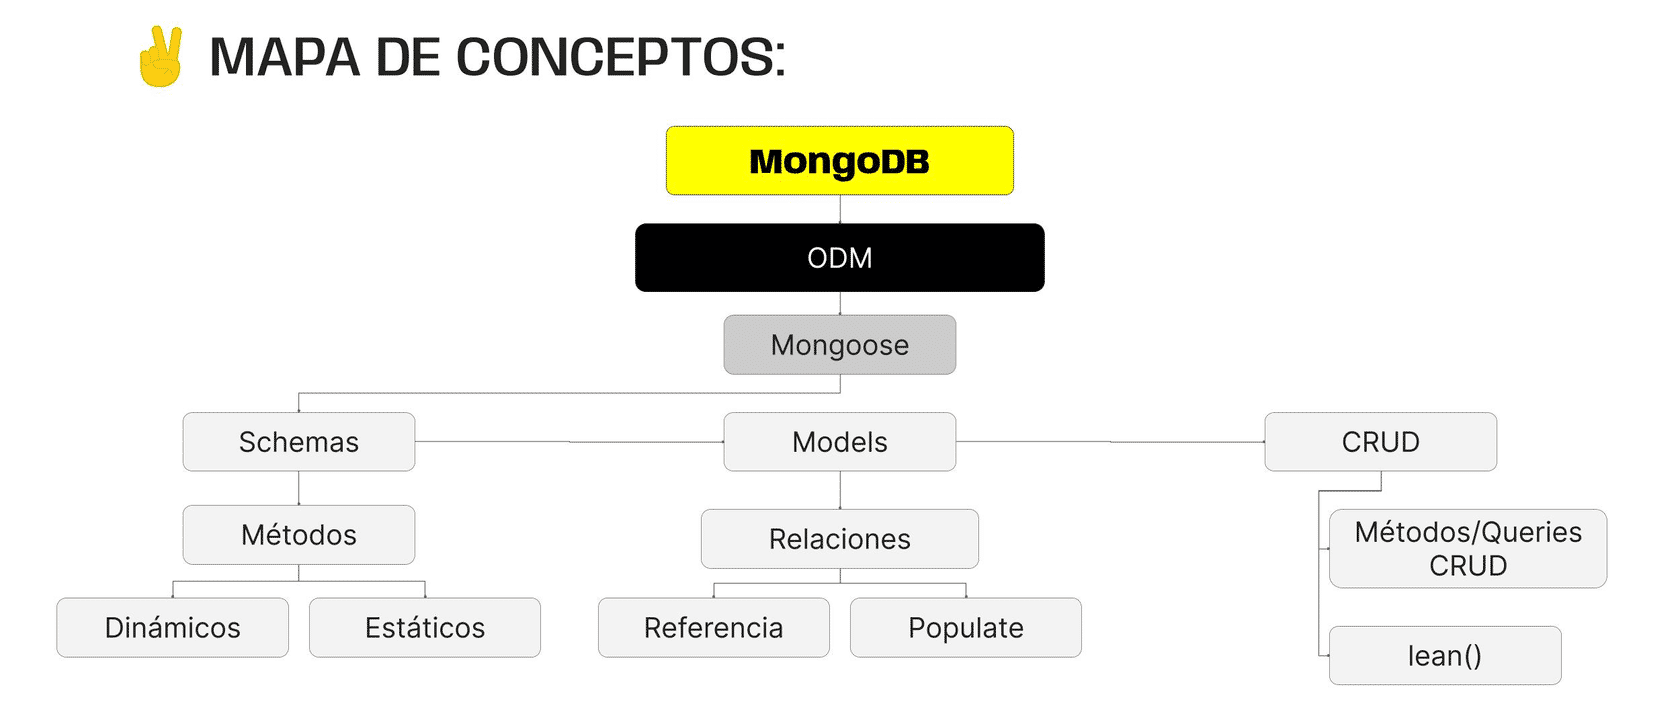 ✌ MAPA DE CONCEPTOS:
MongoDB
ODM
Mongoose
Schemas
Models
CRUD
Métodos
Relaciones
Métodos/Queries
CRUD
Dinámicos
Estáticos
Referencia
Populate
lean()